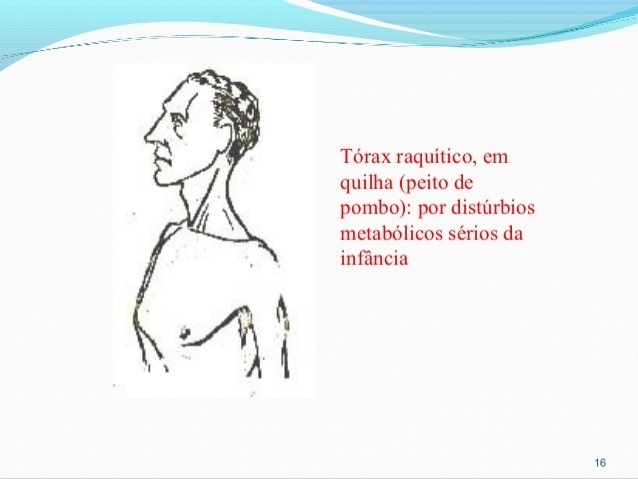 Tórax raquítico, em
quilha (peito de
pombo): por distúrbios
metabólicos sérios da
infância
16